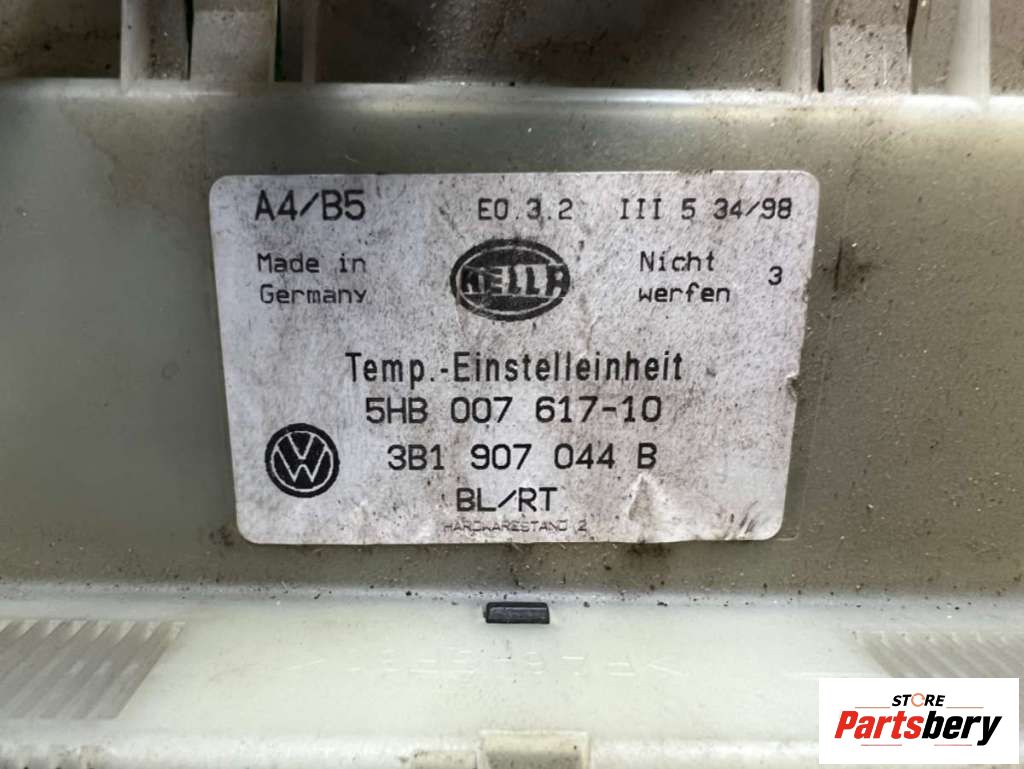 A4/B5 E0.3.2 III 5 34/98
Made in Germany
HELLA
Nicht werfen 3
Temp.-Einstelleinheit
5HB 007 617-10
3B1 907 044 B
VW
BL/RT
HARDWARESTAND 2
STORE
Partsbery